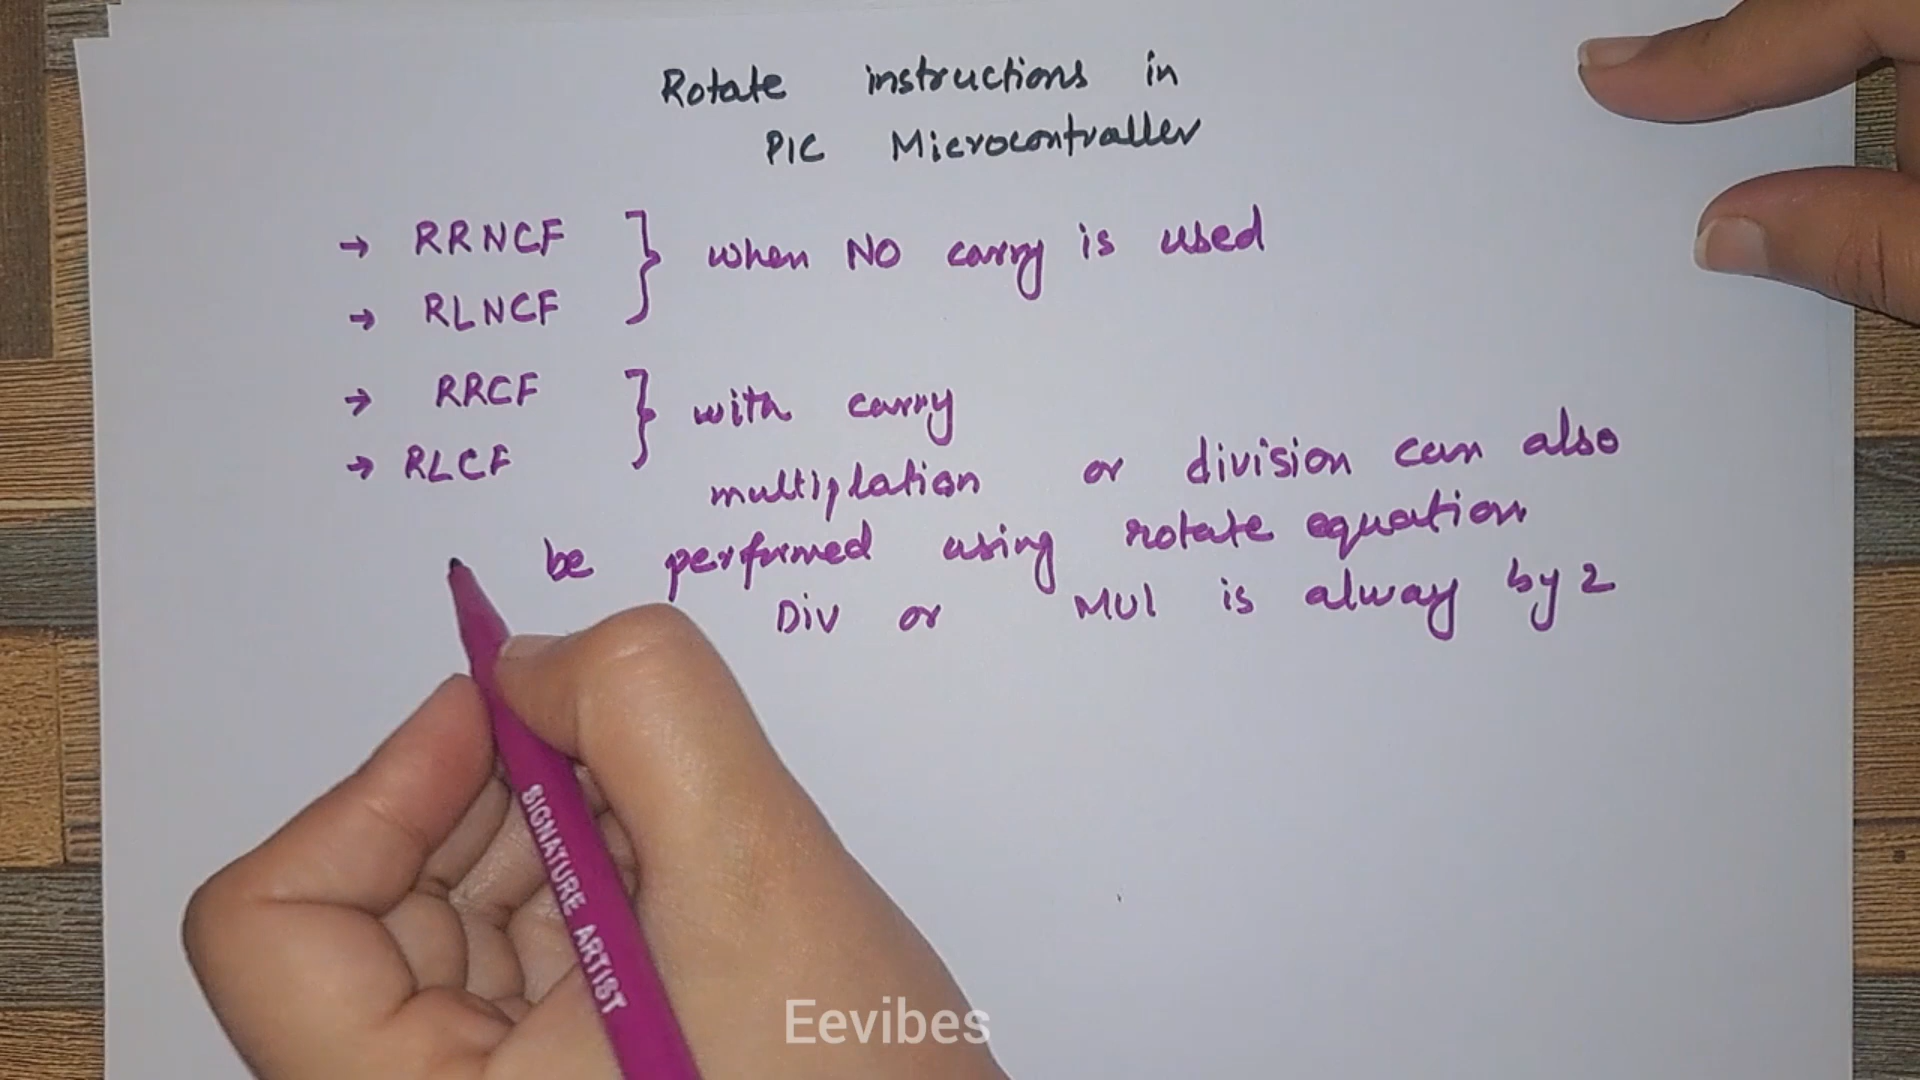 Rotate instructions in
PIC Microcontroller
→ RRNCF } when NO carry is used
→ RLNCF
→ RRCF } with carry
→ RLCF
multiplation or division can also
be performed using rotate equation
Div or MUl is alway by 2
SIGNATURE ARTIST
Eevibes